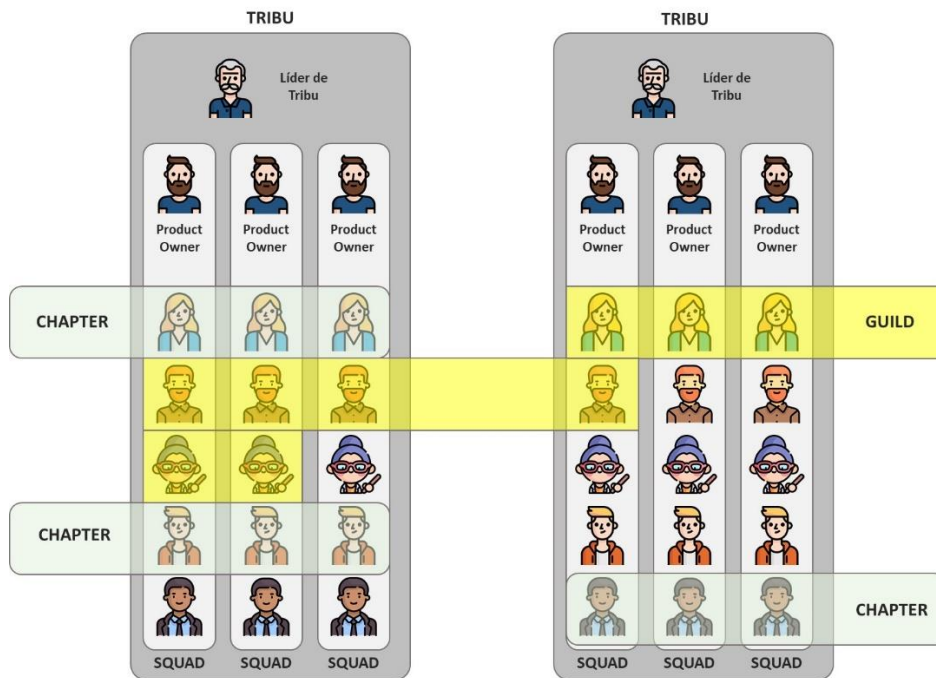 TRIBU
TRIBU
Líder de
Tribu
Líder de
Tribu
Product
Owner
Product
Owner
Product
Owner
Product
Owner
Product
Owner
Product
Owner
CHAPTER
GUILD
CHAPTER
CHAPTER
SQUAD
SQUAD
SQUAD
SQUAD
SQUAD
SQUAD